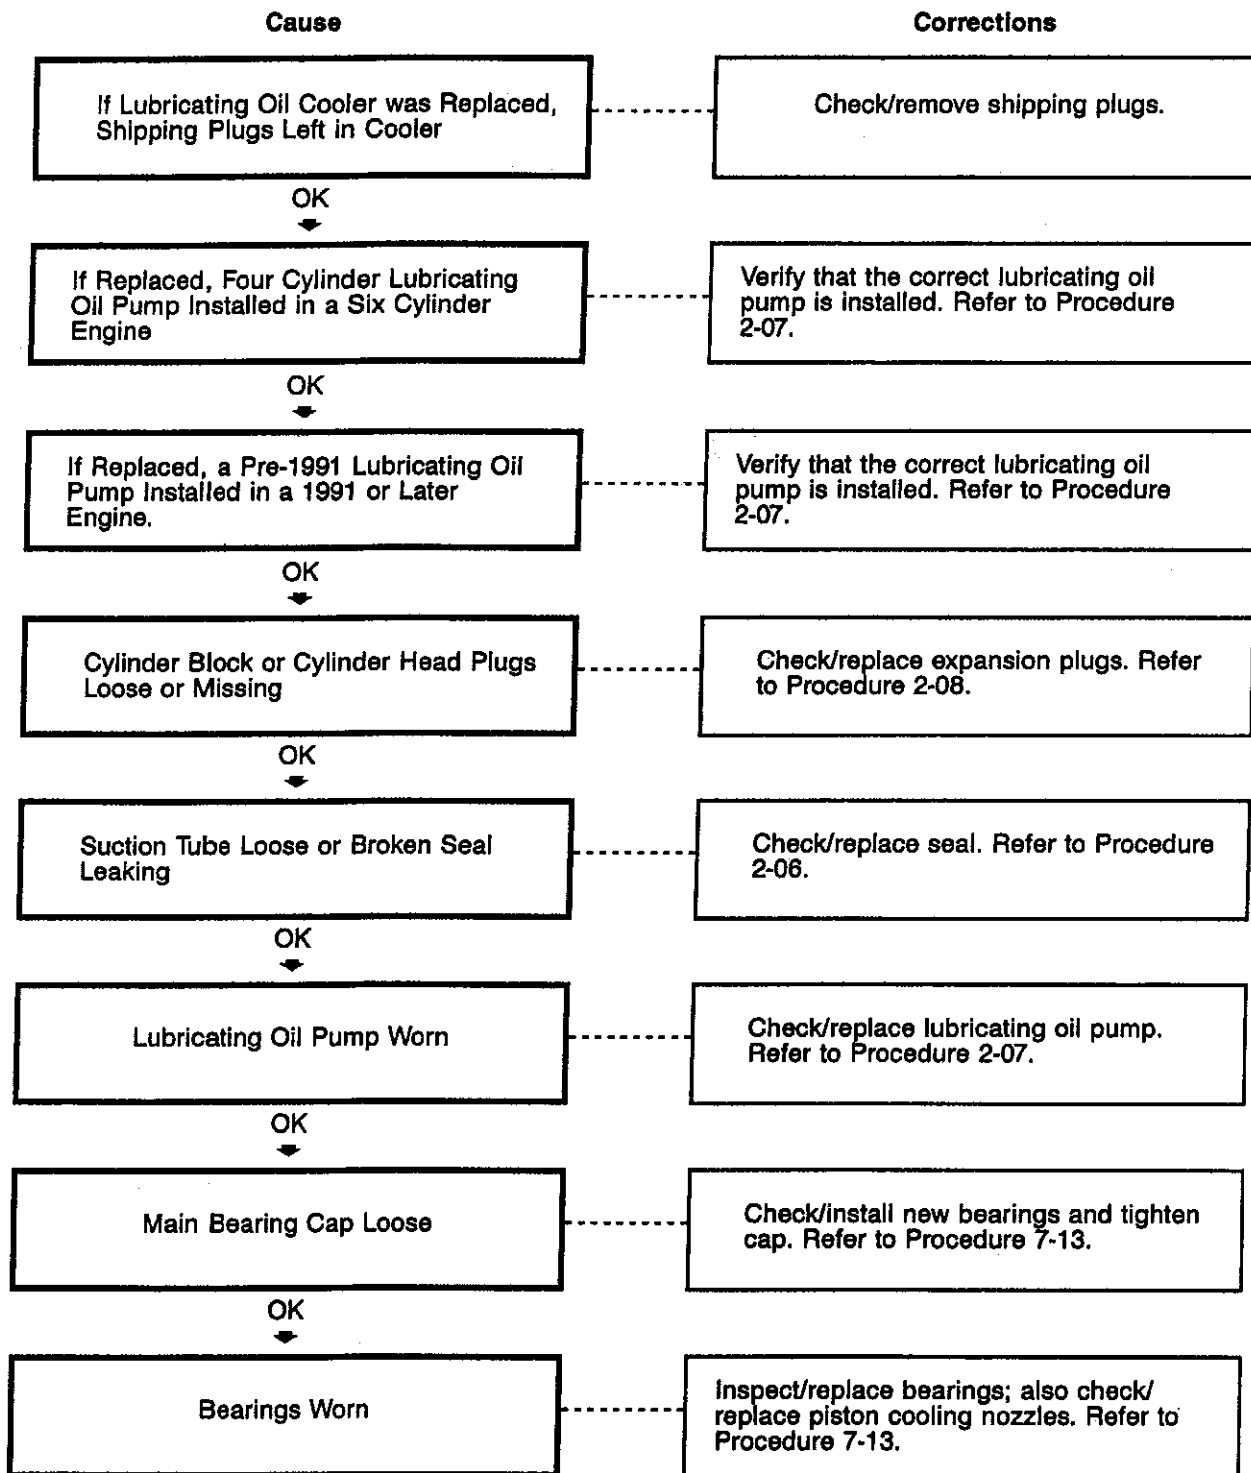 Cause
Corrections
If Lubricating Oil Cooler was Replaced,
Shipping Plugs Left in Cooler
Check/remove shipping plugs.
OK
If Replaced, Four Cylinder Lubricating
Oil Pump Installed in a Six Cylinder
Engine
Verify that the correct lubricating oil
pump is installed. Refer to Procedure
2-07.
OK
If Replaced, a Pre-1991 Lubricating Oil
Pump Installed in a 1991 or Later
Engine.
Verify that the correct lubricating oil
pump is installed. Refer to Procedure
2-07.
OK
Cylinder Block or Cylinder Head Plugs
Loose or Missing
Check/replace expansion plugs. Refer
to Procedure 2-08.
OK
Suction Tube Loose or Broken Seal
Leaking
Check/replace seal. Refer to Procedure
2-06.
OK
Lubricating Oil Pump Worn
Check/replace lubricating oil pump.
Refer to Procedure 2-07.
OK
Main Bearing Cap Loose
Check/install new bearings and tighten
cap. Refer to Procedure 7-13.
OK
Bearings Worn
Inspect/replace bearings; also check/
replace piston cooling nozzles. Refer to
Procedure 7-13.